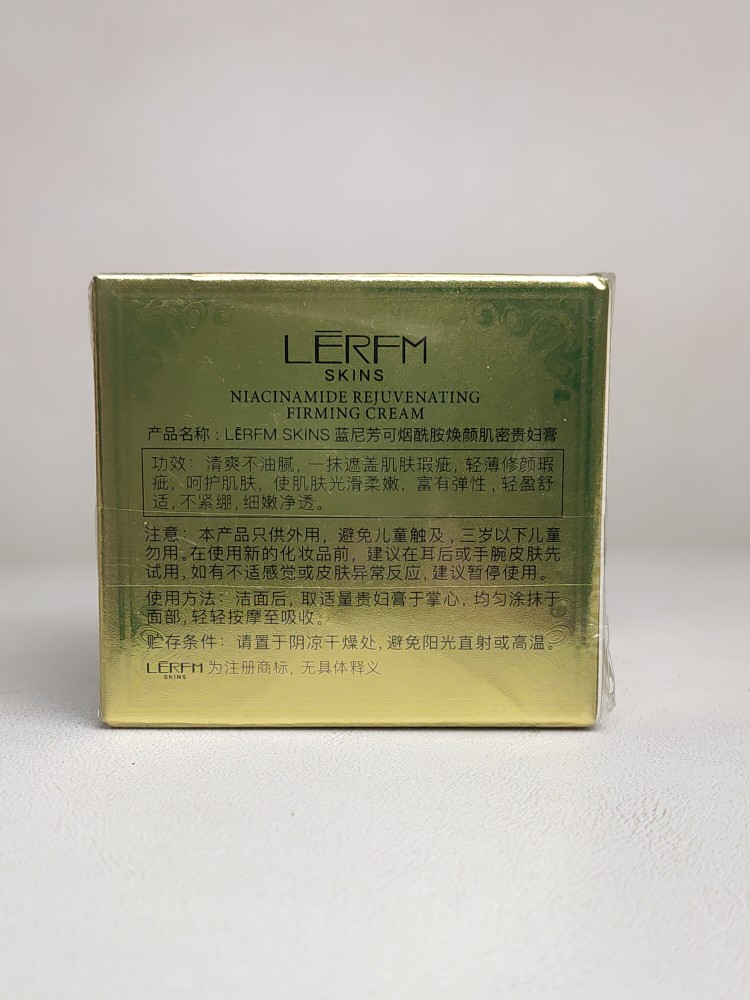 LĒRFM
SKINS
NIACINAMIDE REJUVENATING
FIRMING CREAM
产品名称：LĒRFM SKINS 蓝尼芳可烟酰胺焕颜肌密贵妇膏
功效：清爽不油腻，一抹遮盖肌肤瑕疵，轻薄修颜瑕
疵，呵护肌肤，使肌肤光滑柔嫩，富有弹性，轻盈舒
适，不紧绷，细嫩净透。
注意：本产品只供外用，避免儿童触及，三岁以下儿童
勿用。在使用新的化妆品前，建议在耳后或手腕皮肤先
试用，如有不适感觉或皮肤异常反应，建议暂停使用。
使用方法：洁面后，取适量贵妇膏于掌心，均匀涂抹于
面部，轻轻按摩至吸收。
贮存条件：请置于阴凉干燥处，避免阳光直射或高温。
LĒRFM SKINS 为注册商标，无具体释义